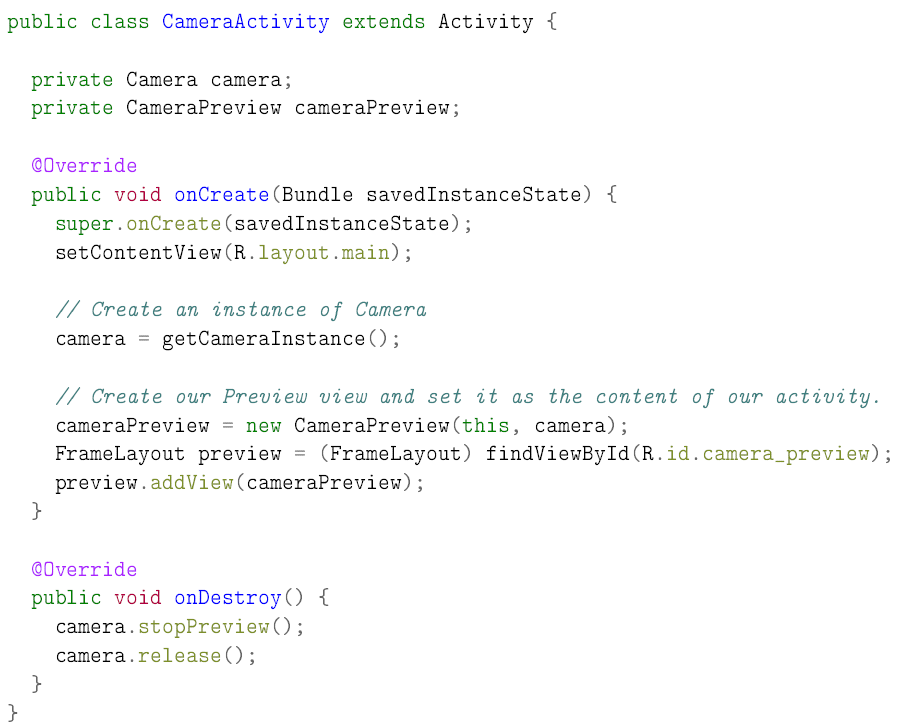 public class CameraActivity extends Activity {
private Camera camera;
private CameraPreview cameraPreview;
@Override
public void onCreate(Bundle savedInstanceState) {
super.onCreate(savedInstanceState);
setContentView(R.layout.main);
// Create an instance of Camera
camera = getCameraInstance();
// Create our Preview view and set it as the content of our activity.
cameraPreview = new CameraPreview(this, camera);
FrameLayout preview = (FrameLayout) findViewById(R.id.camera_preview);
preview.addView(cameraPreview);
}
@Override
public void onDestroy() {
camera.stopPreview();
camera.release();
}
}